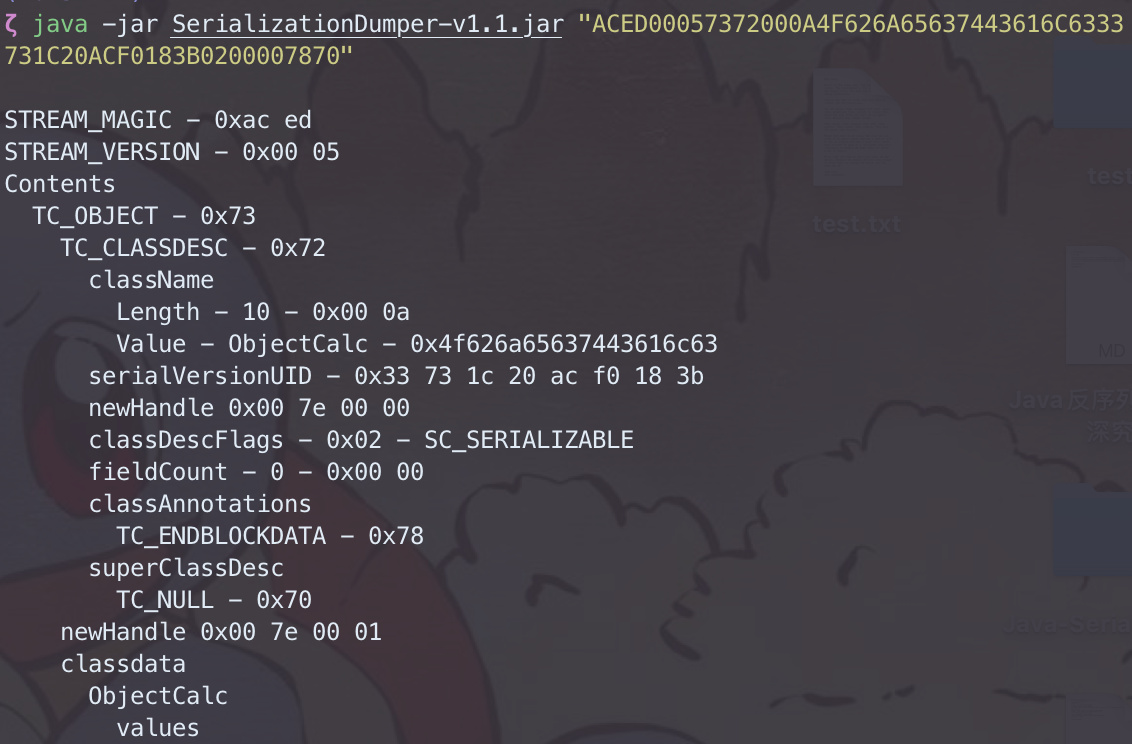 ζ java -jar SerializationDumper-v1.1.jar "ACED00057372000A4F626A65637443616C6333
731C20ACF0183B0200007870"
STREAM_MAGIC - 0xac ed
STREAM_VERSION - 0x00 05
Contents
TC_OBJECT - 0x73
TC_CLASSDESC - 0x72
className
Length - 10 - 0x00 0a
Value - ObjectCalc - 0x4f626a65637443616c63
serialVersionUID - 0x33 73 1c 20 ac f0 18 3b
newHandle 0x00 7e 00 00
classDescFlags - 0x02 - SC_SERIALIZABLE
fieldCount - 0 - 0x00 00
classAnnotations
TC_ENDBLOCKDATA - 0x78
superClassDesc
TC_NULL - 0x70
newHandle 0x00 7e 00 01
classdata
ObjectCalc
values
test.txt
test
MD
Java反序列
深究
Java-Seria